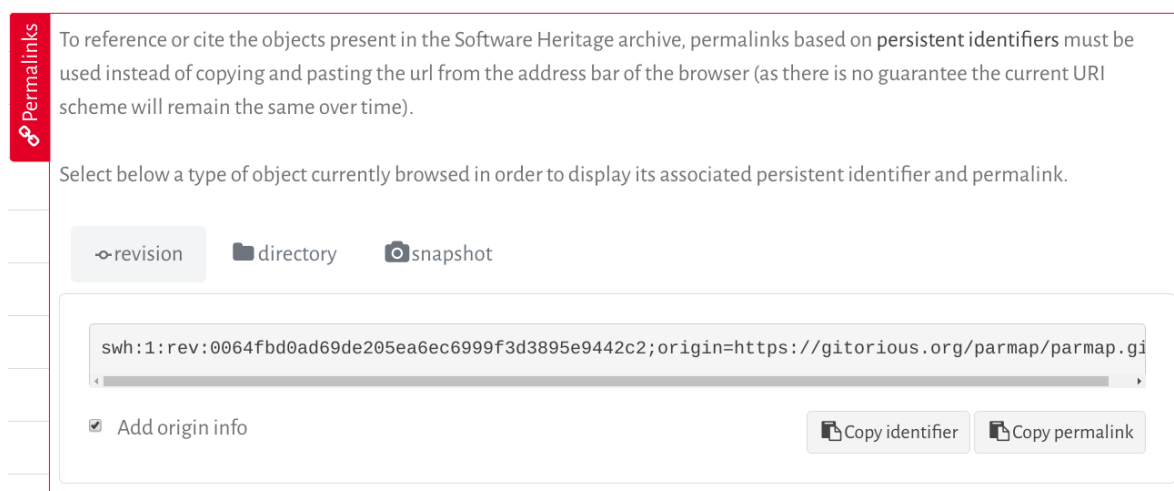 Permalinks
To reference or cite the objects present in the Software Heritage archive, permalinks based on persistent identifiers must be
used instead of copying and pasting the url from the address bar of the browser (as there is no guarantee the current URI
scheme will remain the same over time).
Select below a type of object currently browsed in order to display its associated persistent identifier and permalink.
revision directory snapshot
swh:1:rev:0064fbd0ad69de205ea6ec6999f3d3895e9442c2;origin=https://gitorious.org/parmap/parmap.gi
Add origin info Copy identifier Copy permalink